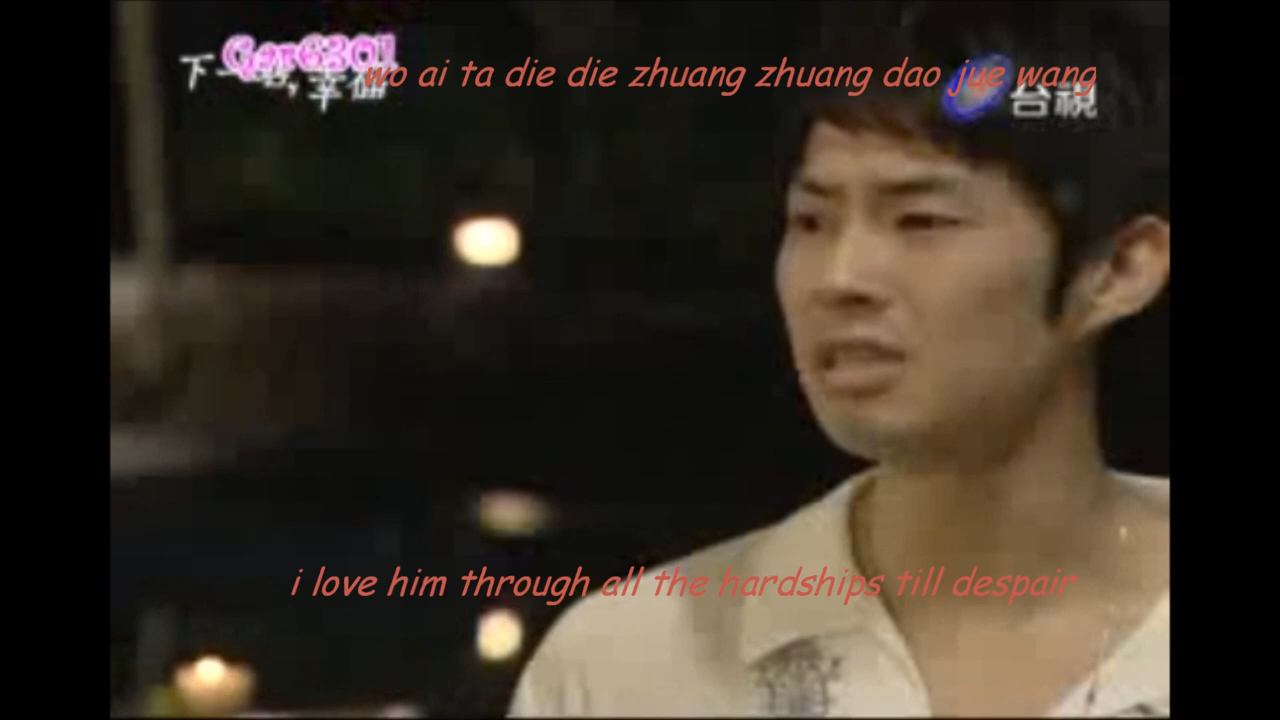 Ger6301
下一站,幸福
wo ai ta die die zhuang zhuang dao jue wang
台視
i love him through all the hardships till despair